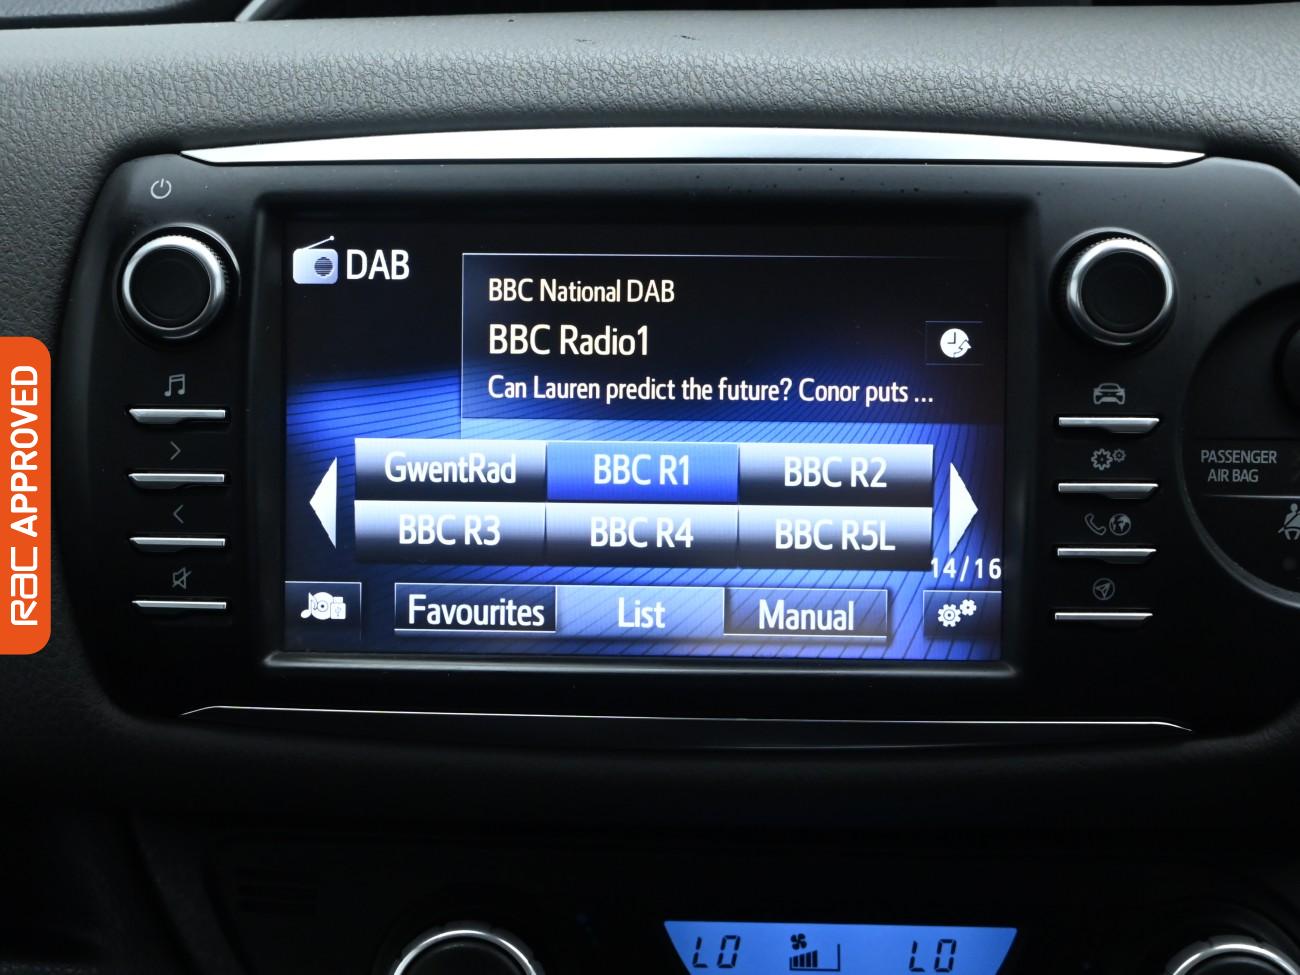 DAB
BBC National DAB
BBC Radio1
Can Lauren predict the future? Conor puts ...
GwentRad BBC R1 BBC R2
BBC R3 BBC R4 BBC R5L
14/16
Favourites List Manual
PASSENGER
AIR BAG
RAC APPROVED
LO LO